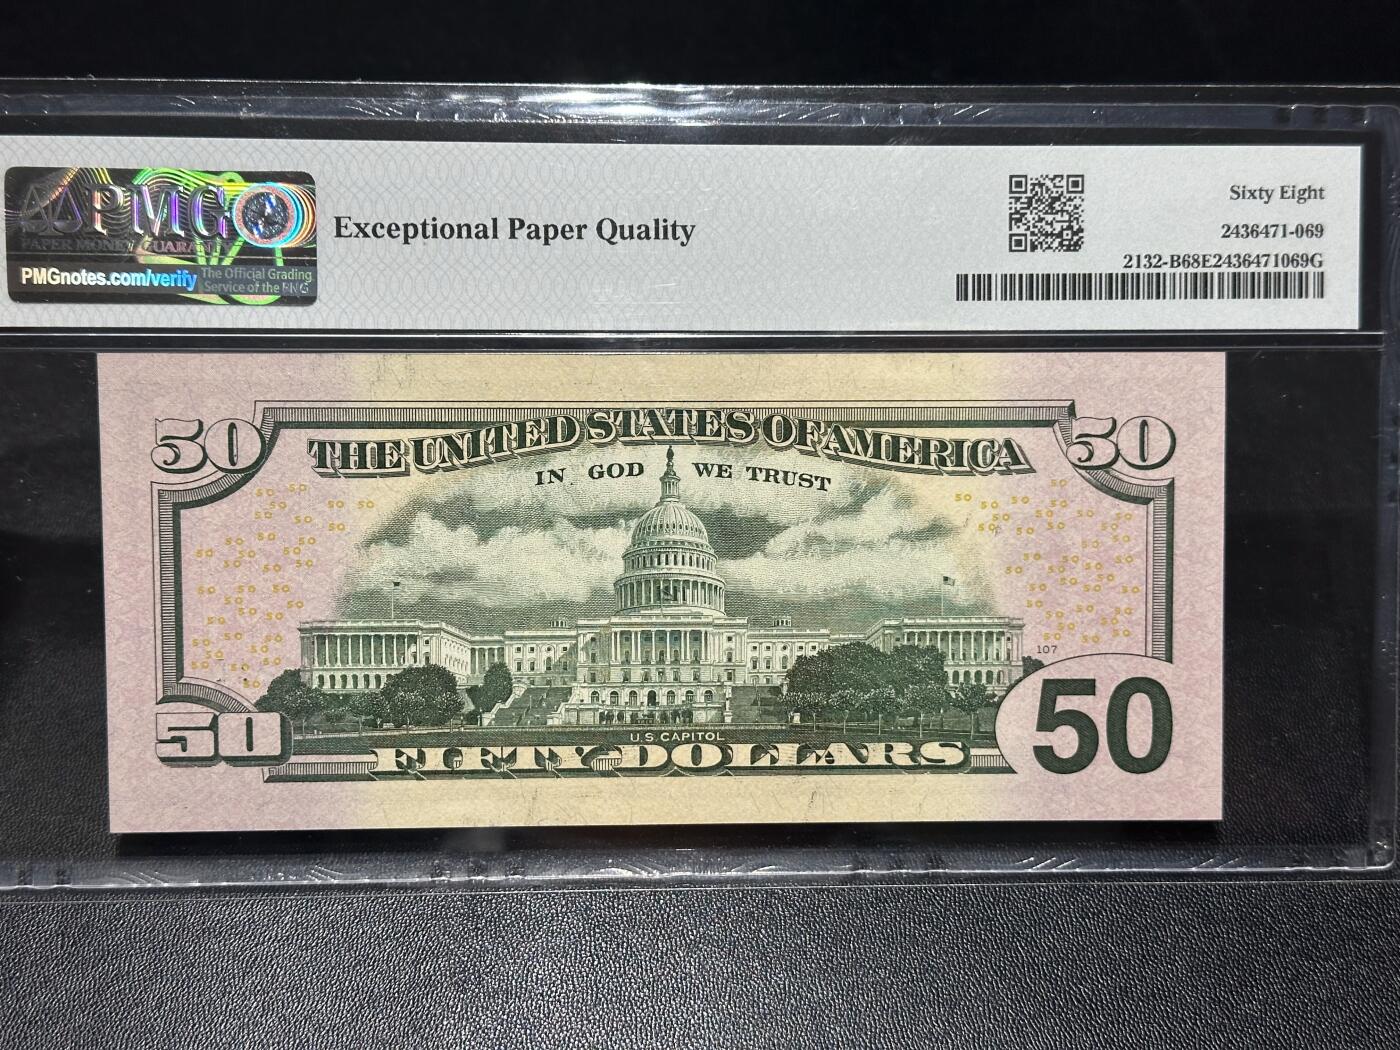 PMG
PAPER MONEY GUARANTY
PMGnotes.com/verify
The Official Grading
Service of the PNG
Exceptional Paper Quality
Sixty Eight
2436471-069
2132-B68E2436471069G
50
THE UNITED STATES OF AMERICA
50
IN GOD WE TRUST
107
50
U.S. CAPITOL
FIFTY DOLLARS
50